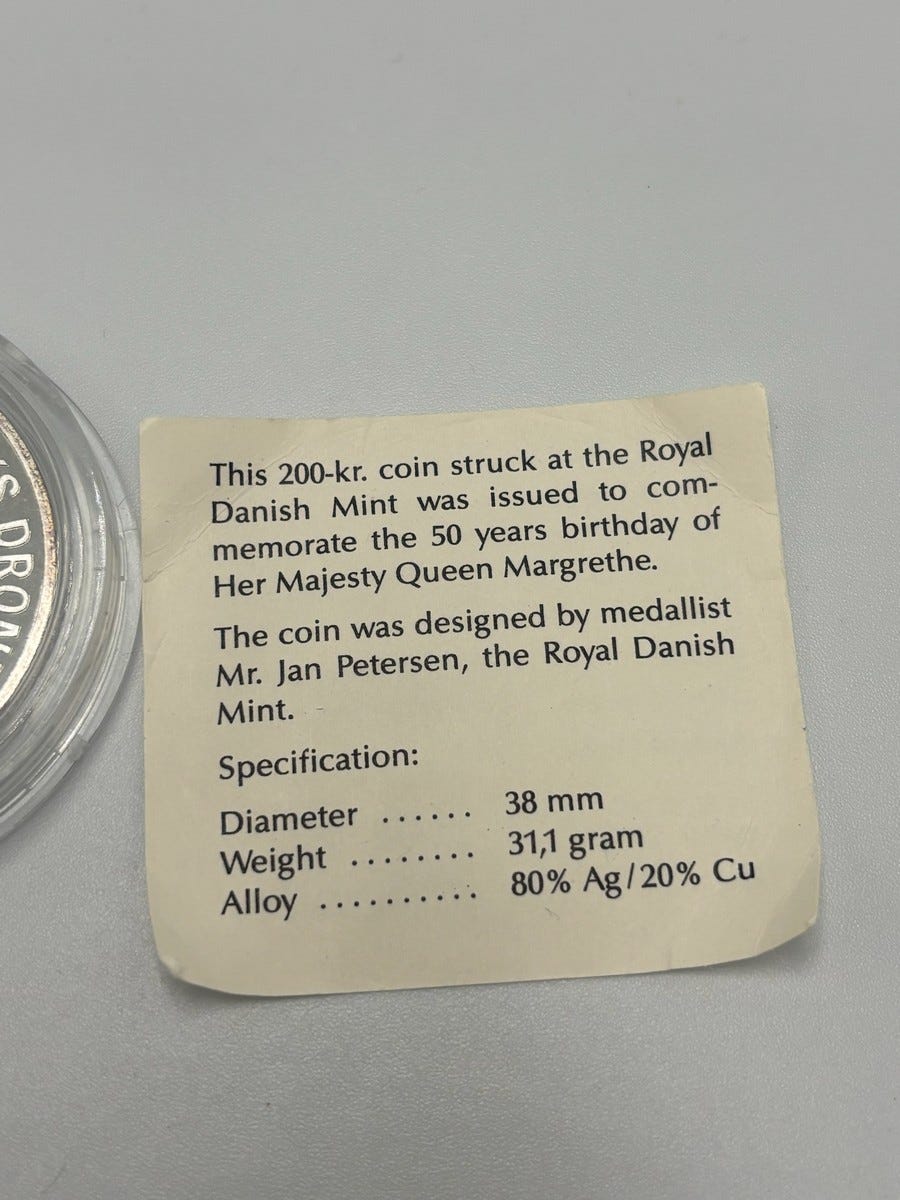 This 200-kr. coin struck at the Royal
Danish Mint was issued to com-
memorate the 50 years birthday of
Her Majesty Queen Margrethe.
The coin was designed by medallist
Mr. Jan Petersen, the Royal Danish
Mint.
Specification:
Diameter ...... 38 mm
Weight ........ 31,1 gram
Alloy .......... 80% Ag/20% Cu